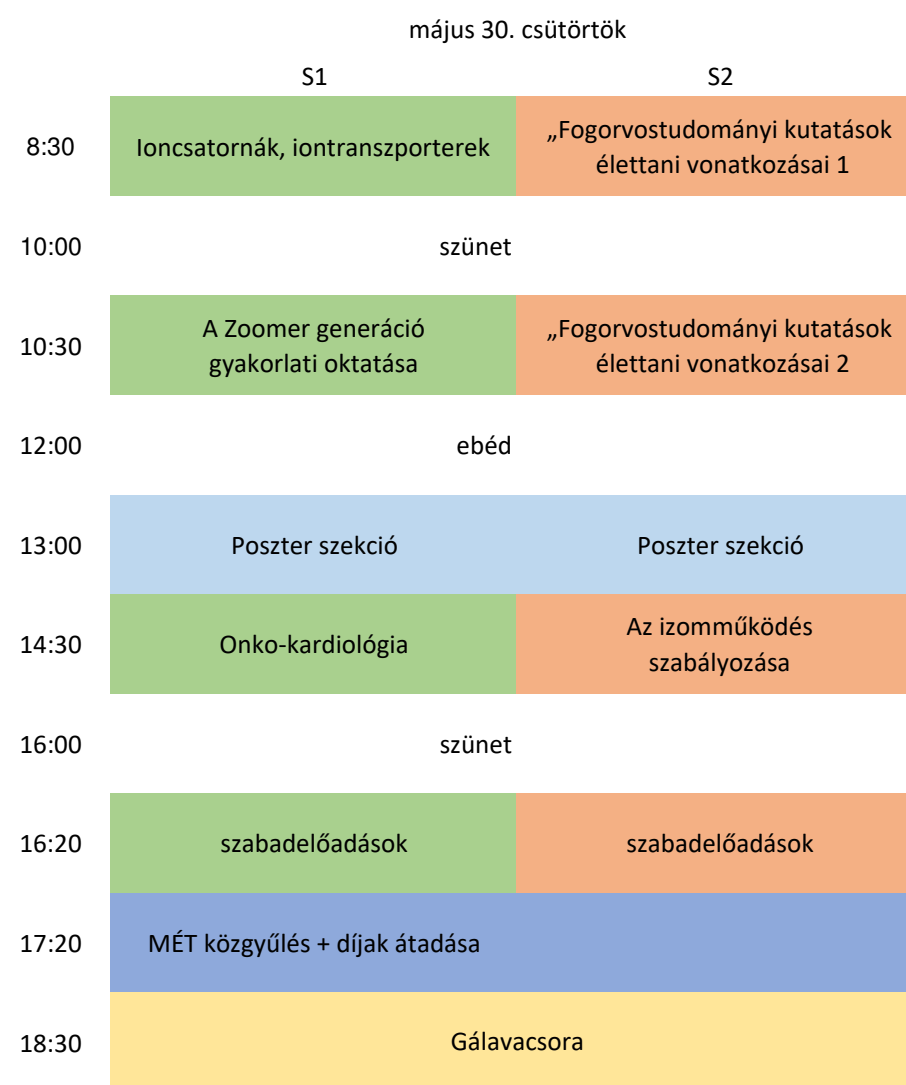 május 30. csütörtök
S1 S2
8:30 Ioncsatornák, iontranszporterek „Fogorvostudományi kutatások
élettani vonatkozásai 1
10:00 szünet
10:30 A Zoomer generáció
gyakorlati oktatása
„Fogorvostudományi kutatások
élettani vonatkozásai 2
12:00 ebéd
13:00 Poszter szekció Poszter szekció
14:30 Onko-kardiológia Az izomműködés
szabályozása
16:00 szünet
16:20 szabadelőadások szabadelőadások
17:20 MÉT közgyűlés + díjak átadása
18:30 Gálavacsora